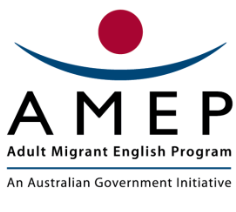 AMEP
Adult Migrant English Program
An Australian Government Initiative